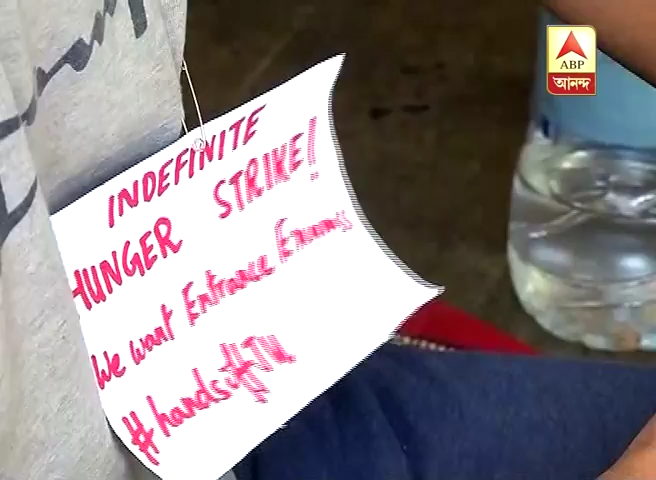 ABP
আনন্দ
INDEFINITE
HUNGER STRIKE!
We want Entrance Exams
#handsoffJU